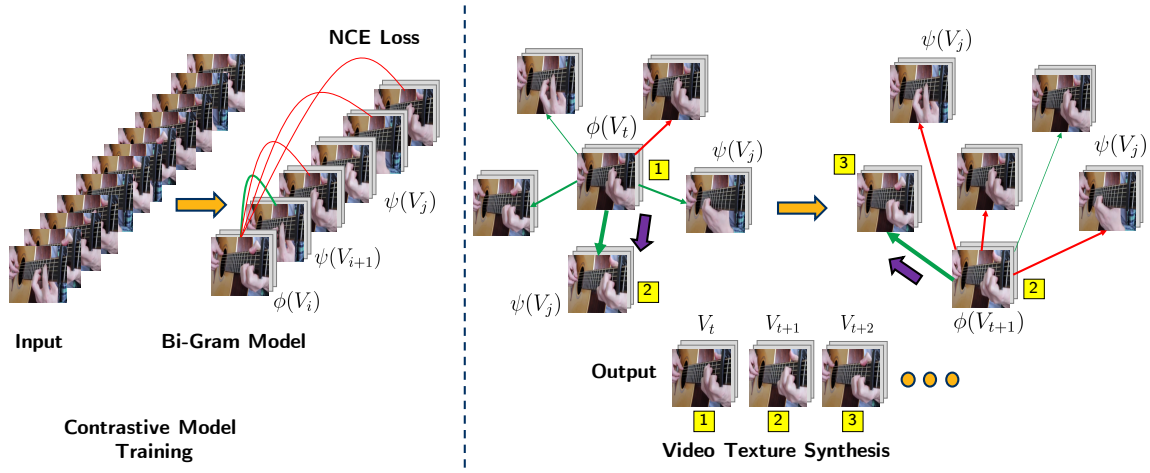 NCE Loss
ψ(V_j)
ψ(V_{i+1})
ϕ(V_i)
Input
Bi-Gram Model
Contrastive Model
Training
ϕ(V_t)
1
ψ(V_j)
2
ψ(V_j)
ψ(V_j)
3
ψ(V_j)
2
ϕ(V_{t+1})
V_t
V_{t+1}
V_{t+2}
Output
1
2
3
Video Texture Synthesis